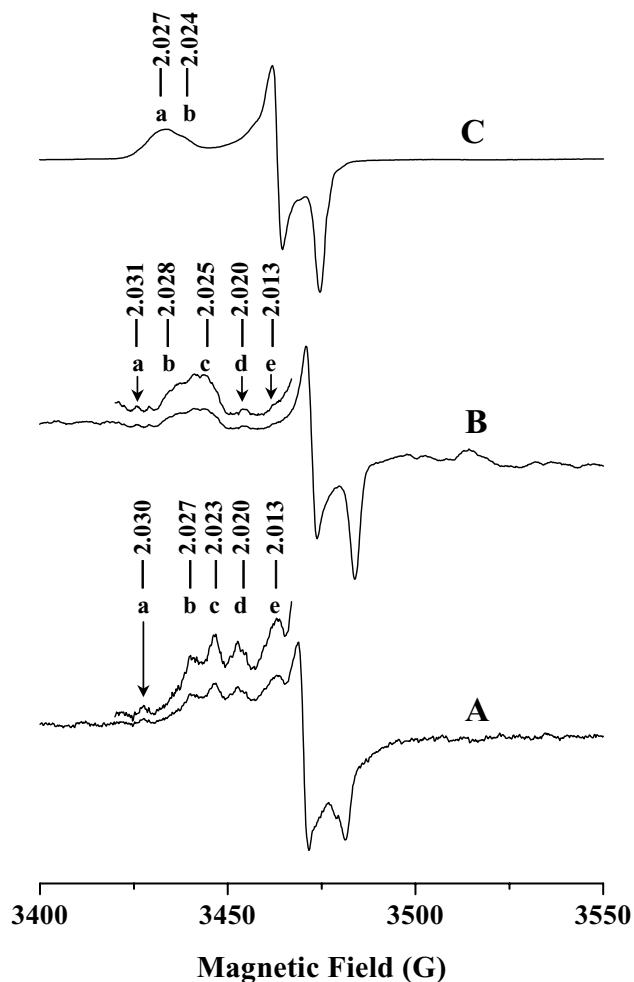 2.027 2.024
a b
C
2.031 2.028 2.025 2.020 2.013
a b c d e
B
2.030 2.027 2.023 2.020 2.013
a b c d e
A
3400 3450 3500 3550
Magnetic Field (G)